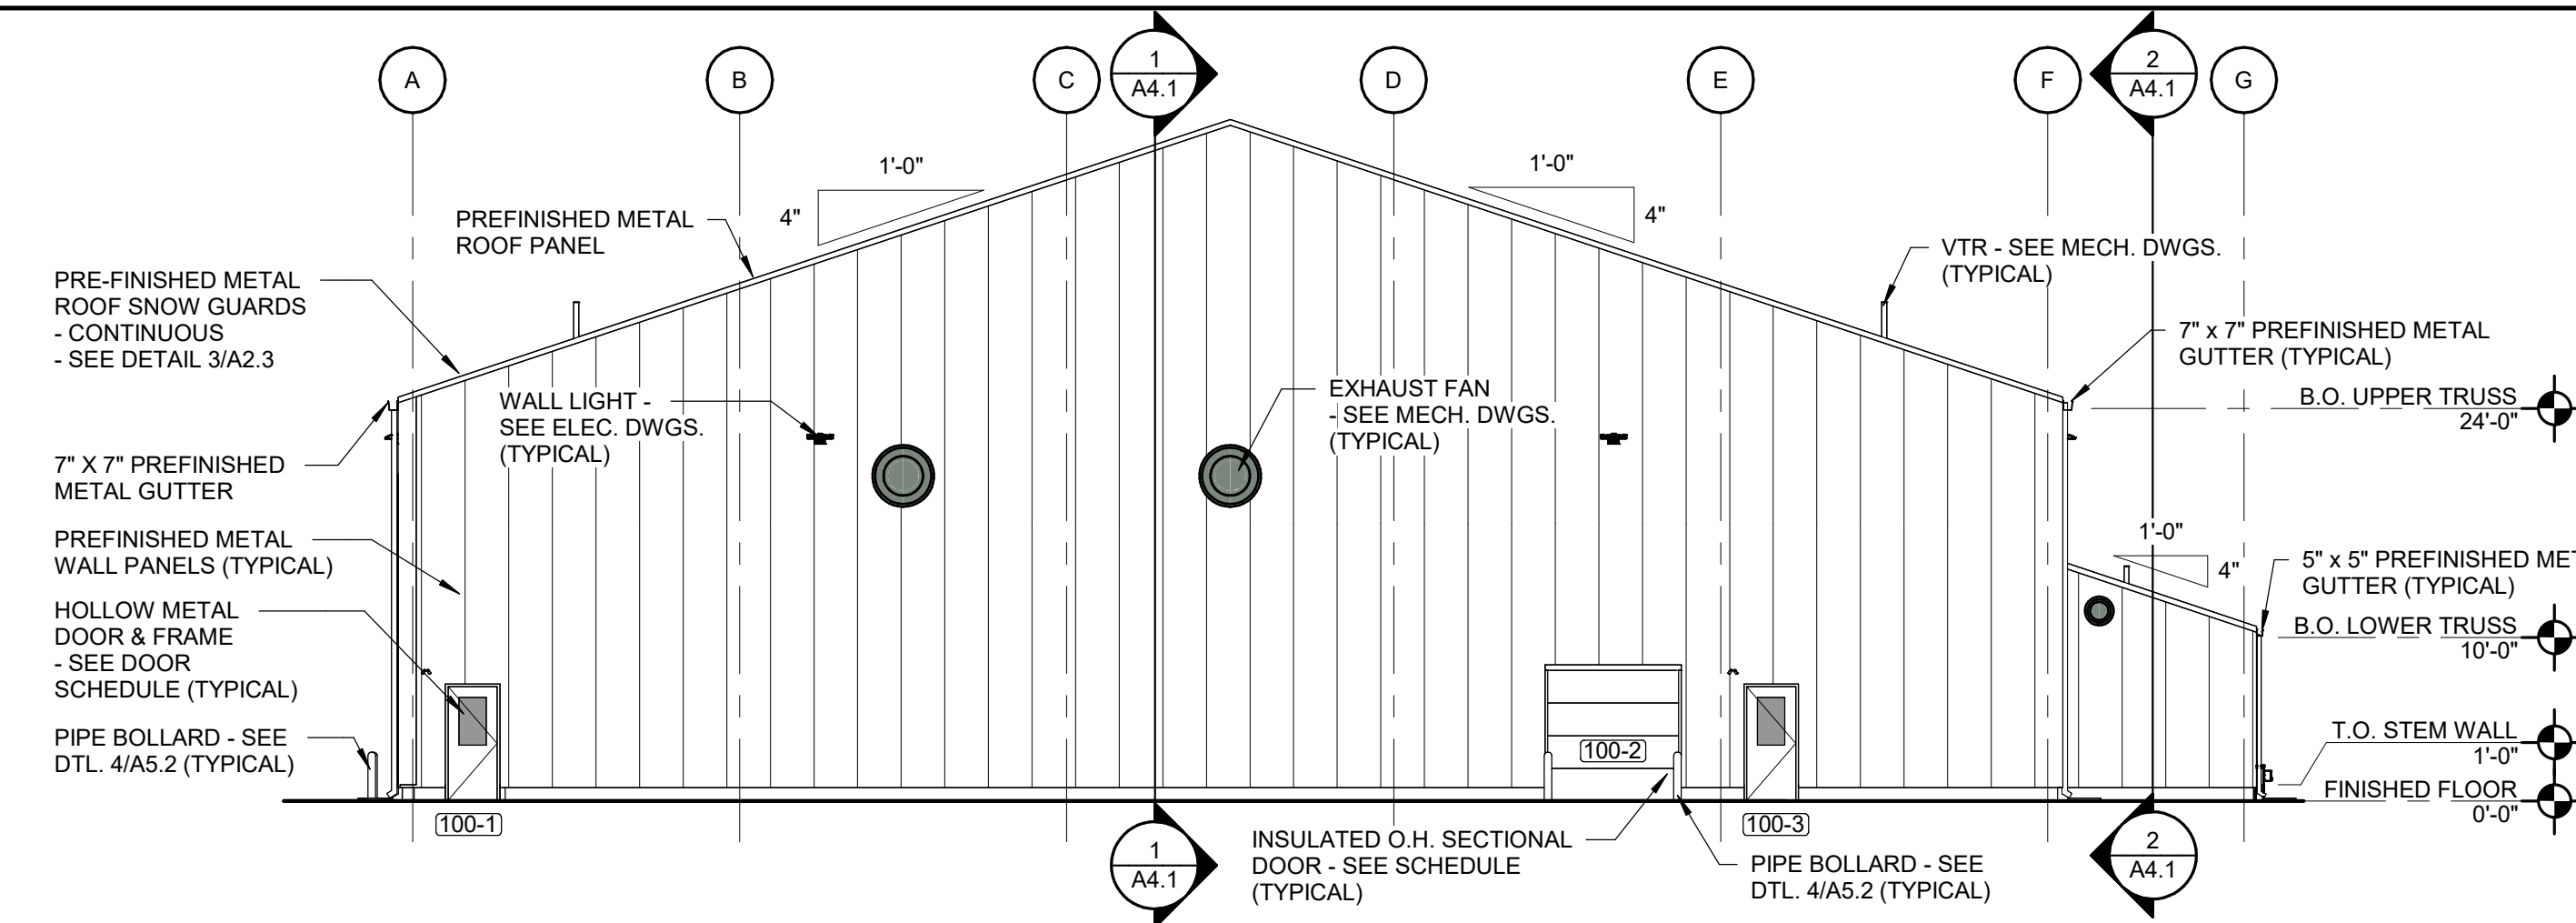 A
B
C
1
A4.1
D
E
F
2
A4.1
G
1'-0"
4"
1'-0"
4"
PREFINISHED METAL
ROOF PANEL
VTR - SEE MECH. DWGS.
(TYPICAL)
PRE-FINISHED METAL
ROOF SNOW GUARDS
- CONTINUOUS
- SEE DETAIL 3/A2.3
7" x 7" PREFINISHED METAL
GUTTER (TYPICAL)
WALL LIGHT -
SEE ELEC. DWGS.
(TYPICAL)
EXHAUST FAN
- SEE MECH. DWGS.
(TYPICAL)
B.O. UPPER TRUSS
24'-0"
7" X 7" PREFINISHED
METAL GUTTER
PREFINISHED METAL
WALL PANELS (TYPICAL)
1'-0"
4"
5" x 5" PREFINISHED MET
GUTTER (TYPICAL)
HOLLOW METAL
DOOR & FRAME
- SEE DOOR
SCHEDULE (TYPICAL)
B.O. LOWER TRUSS
10'-0"
PIPE BOLLARD - SEE
DTL. 4/A5.2 (TYPICAL)
100-2
T.O. STEM WALL
1'-0"
FINISHED FLOOR
0'-0"
100-1
100-3
1
A4.1
INSULATED O.H. SECTIONAL
DOOR - SEE SCHEDULE
(TYPICAL)
PIPE BOLLARD - SEE
DTL. 4/A5.2 (TYPICAL)
2
A4.1